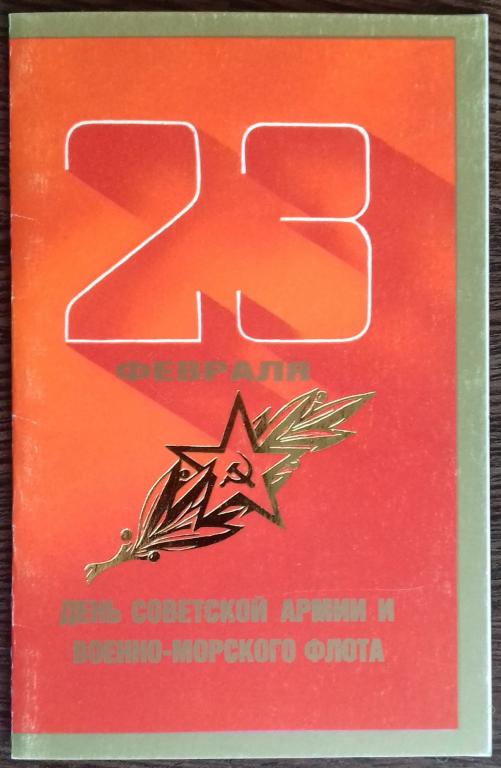 23
ФЕВРАЛЯ
ДЕНЬ СОВЕТСКОЙ АРМИИ И
ВОЕННО-МОРСКОГО ФЛОТА